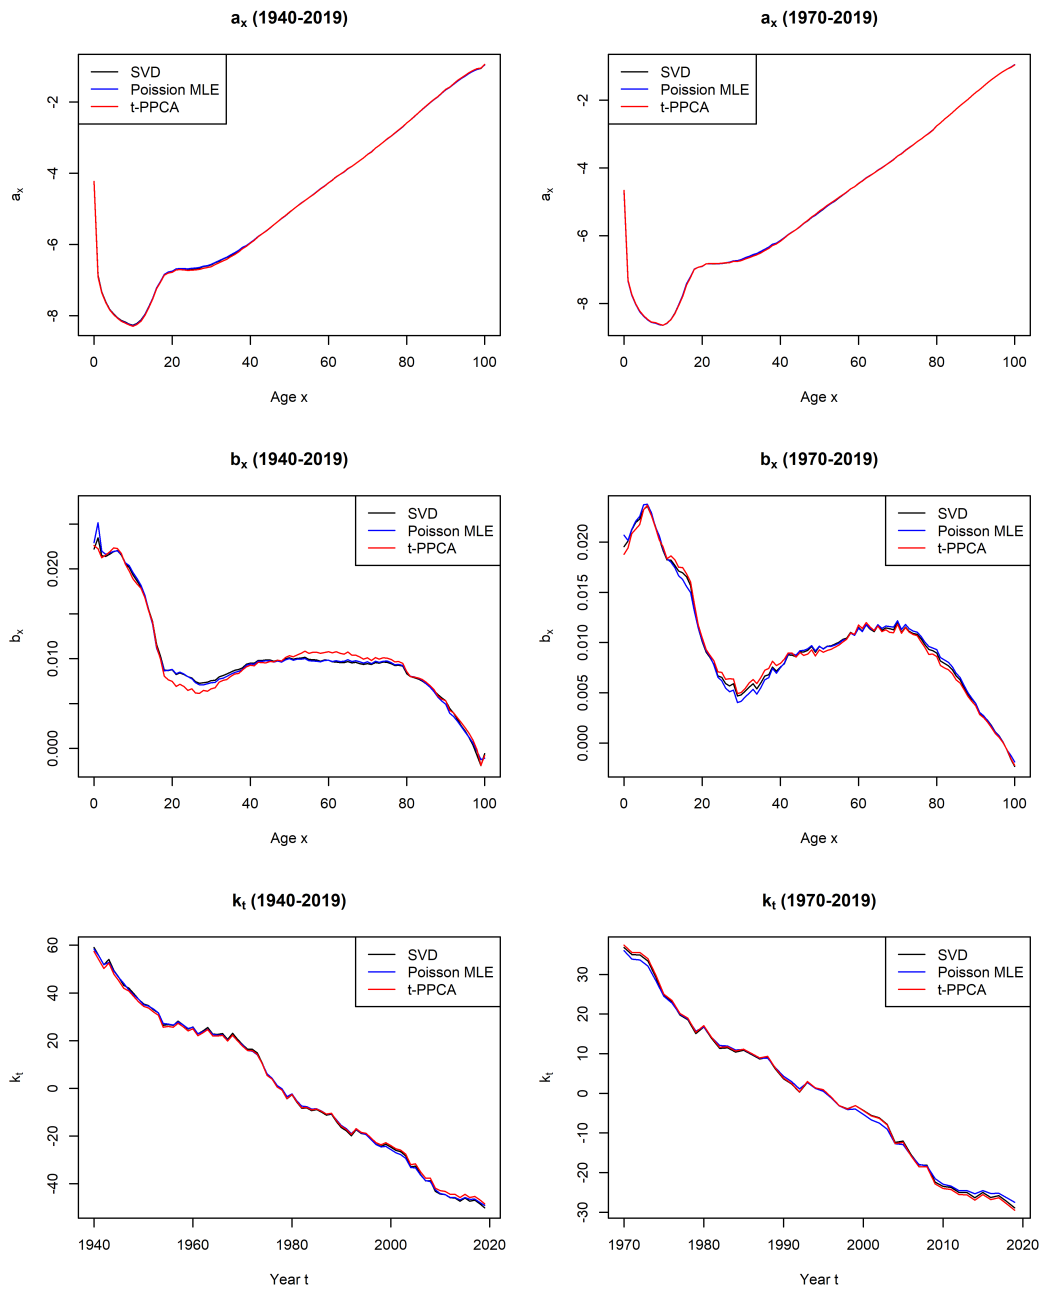 aₓ (1940-2019)
SVD
Poission MLE
t-PPCA
-2
-4
-6
-8
aₓ
0 20 40 60 80 100
Age x
aₓ (1970-2019)
SVD
Poission MLE
t-PPCA
-2
-4
-6
-8
aₓ
0 20 40 60 80 100
Age x
bₓ (1940-2019)
SVD
Poisson MLE
t-PPCA
0.020
0.010
0.000
bₓ
0 20 40 60 80 100
Age x
bₓ (1970-2019)
SVD
Poisson MLE
t-PPCA
0.020
0.015
0.010
0.005
0.000
bₓ
0 20 40 60 80 100
Age x
kₜ (1940-2019)
SVD
Poisson MLE
t-PPCA
60
40
20
0
-20
-40
kₜ
1940 1960 1980 2000 2020
Year t
kₜ (1970-2019)
SVD
Poisson MLE
t-PPCA
30
20
10
0
-10
-20
-30
kₜ
1970 1980 1990 2000 2010 2020
Year t